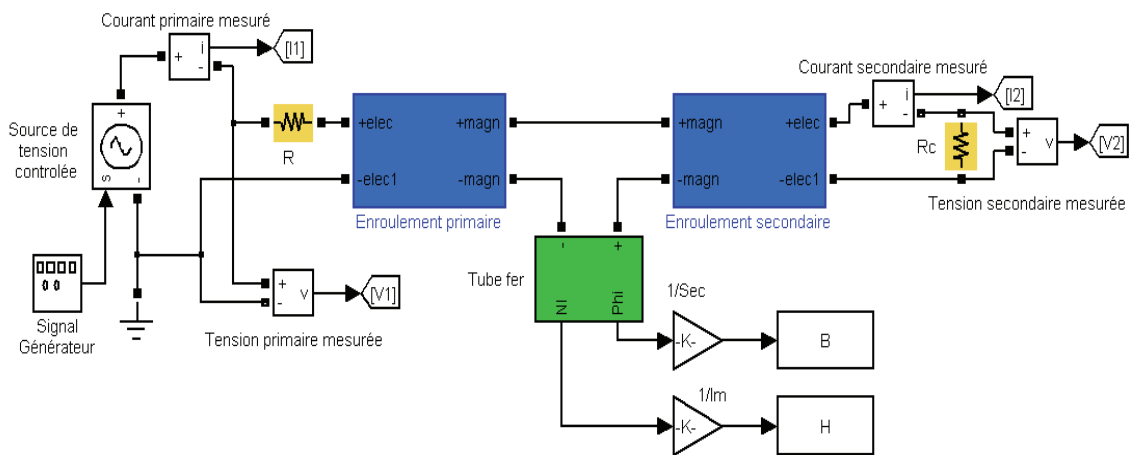 Courant primaire mesuré
+
i
-
[I1]
Source de
tension
controlée
+
s
-
R
+elec
+magn
-elec1
-magn
Enroulement primaire
+magn
+elec
-magn
-elec1
Enroulement secondaire
Courant secondaire mesuré
+
i
-
[I2]
Rc
+
-
v
[V2]
Tension secondaire mesurée
Signal
Générateur
+
-
v
[V1]
Tension primaire mesurée
Tube fer
-
+
NI
Phi
1/Sec
-K-
B
1/lm
-K-
H